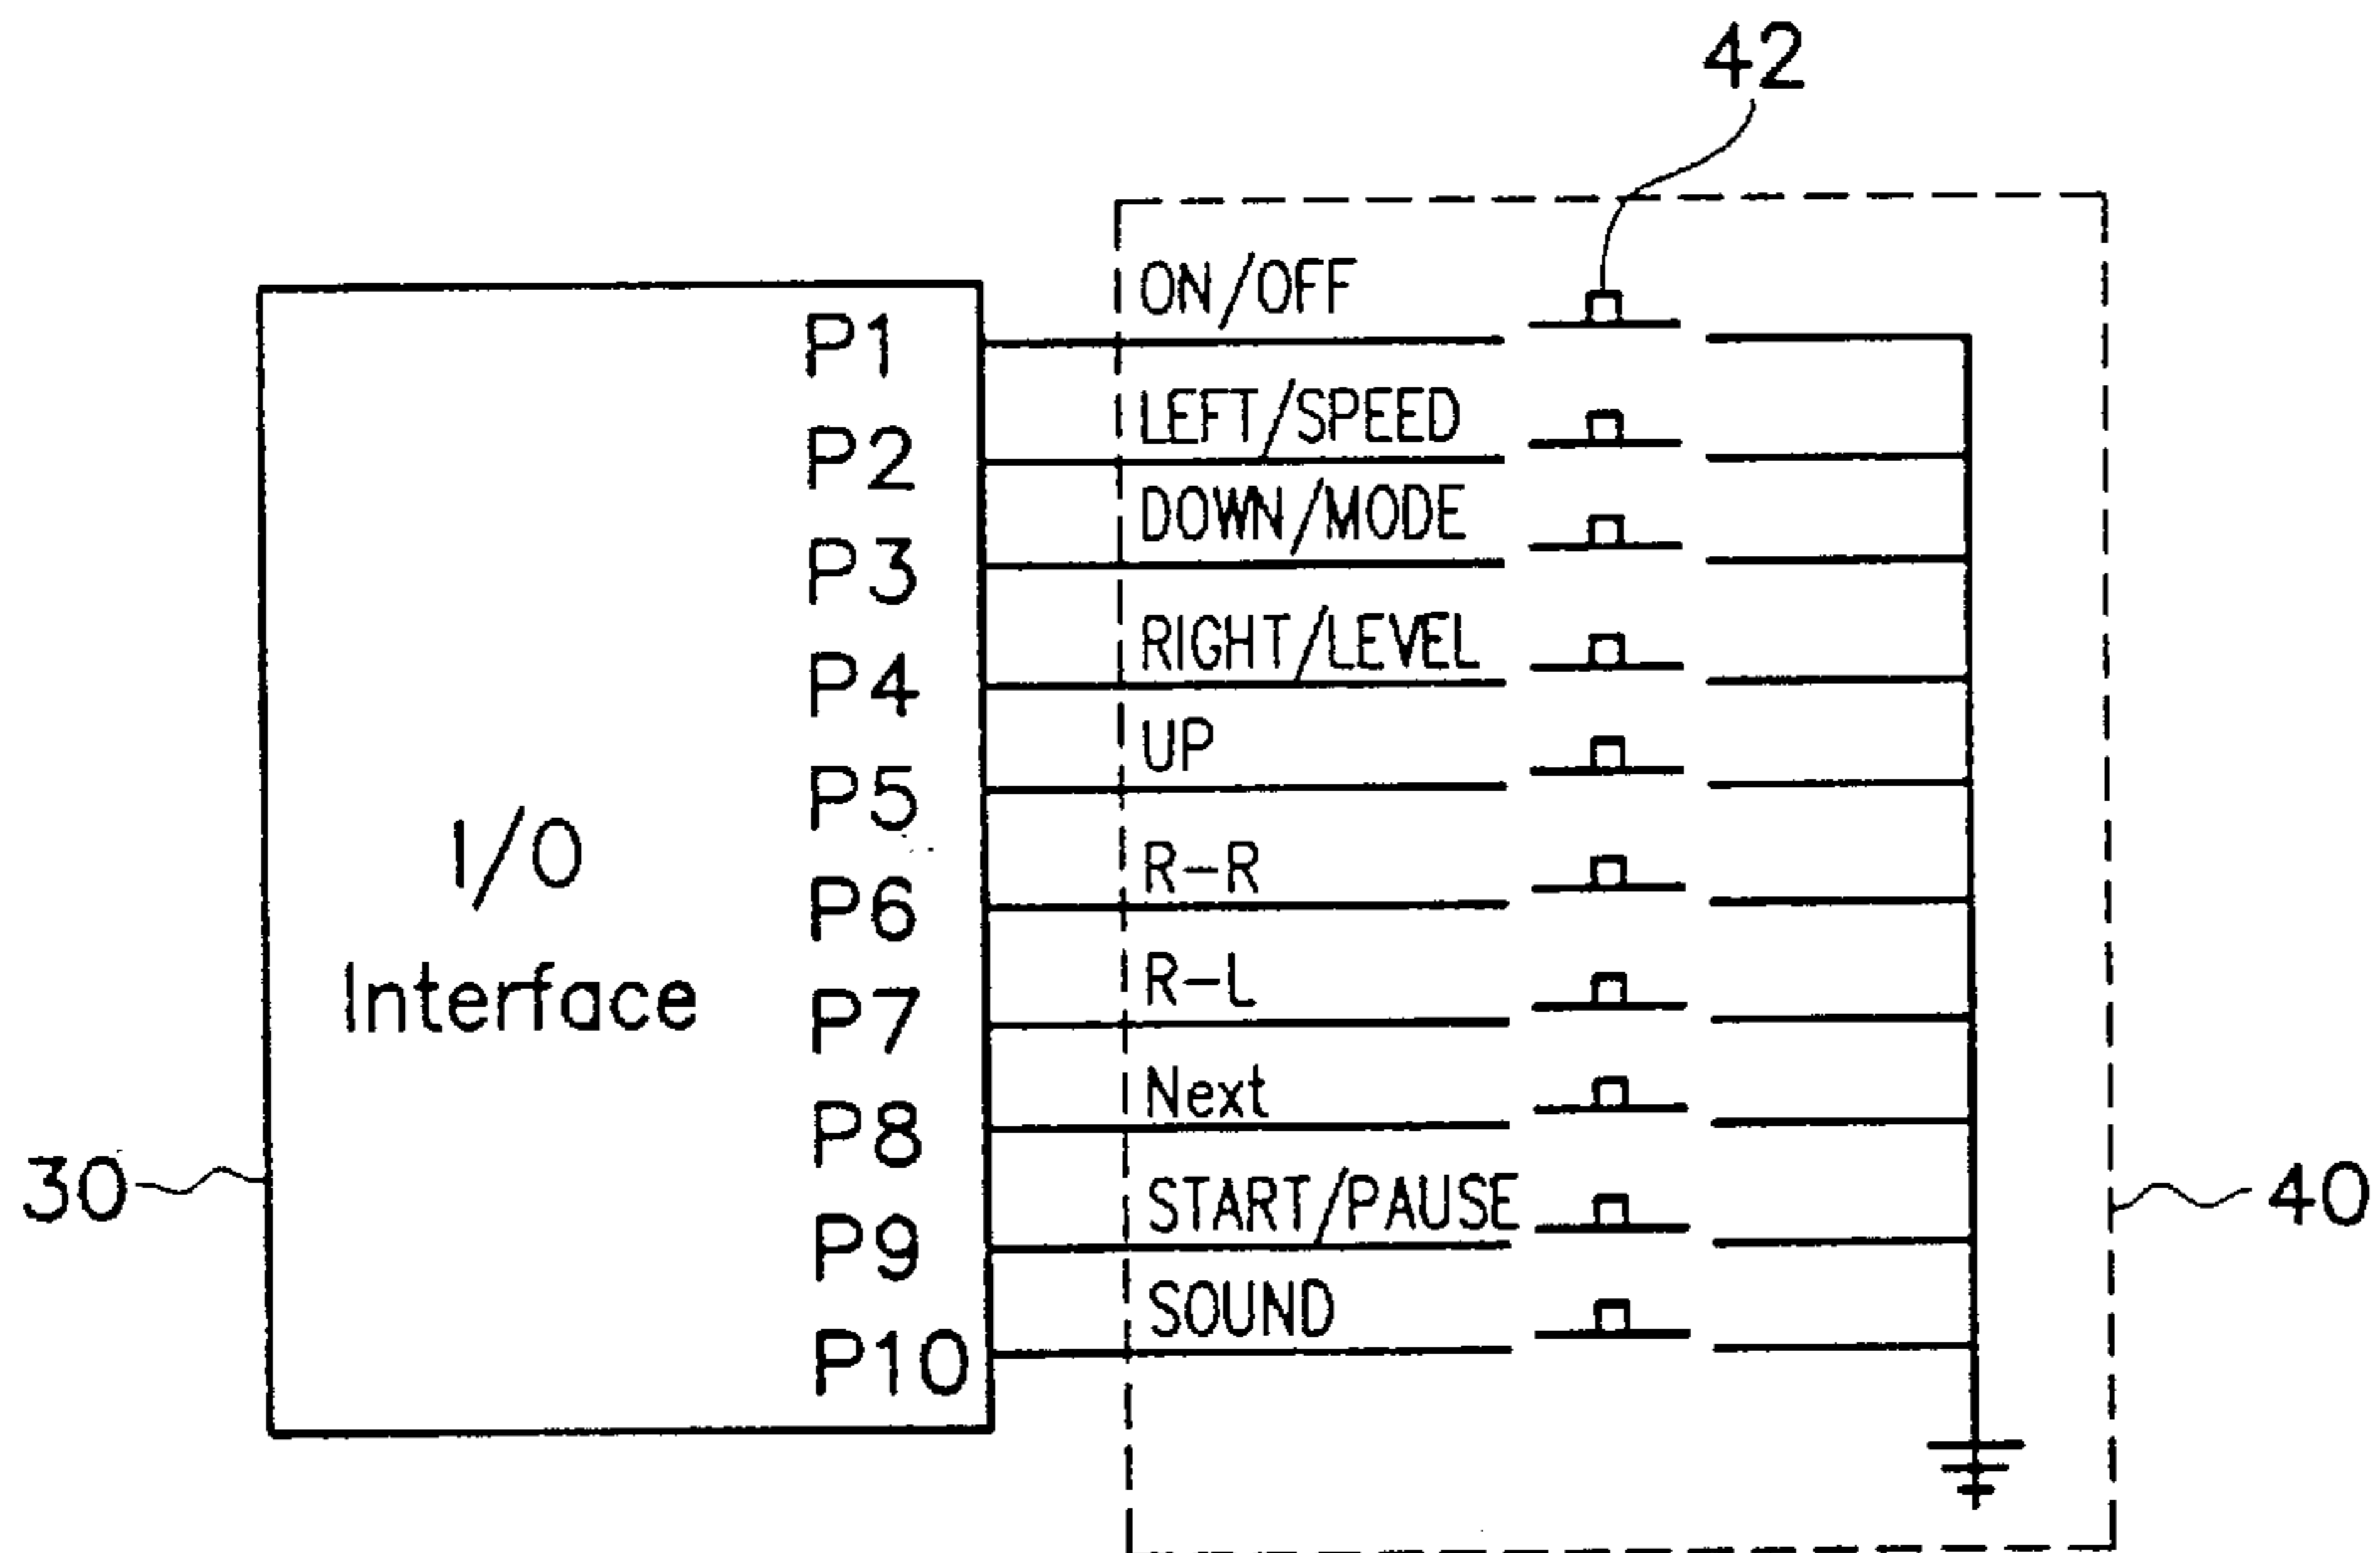 42
ON/OFF
P1
LEFT/SPEED
P2
DOWN/MODE
P3
RIGHT/LEVEL
P4
UP
P5
I/O
Interface
R-R
P6
R-L
P7
Next
P8
START/PAUSE
P9
SOUND
P10
30
40